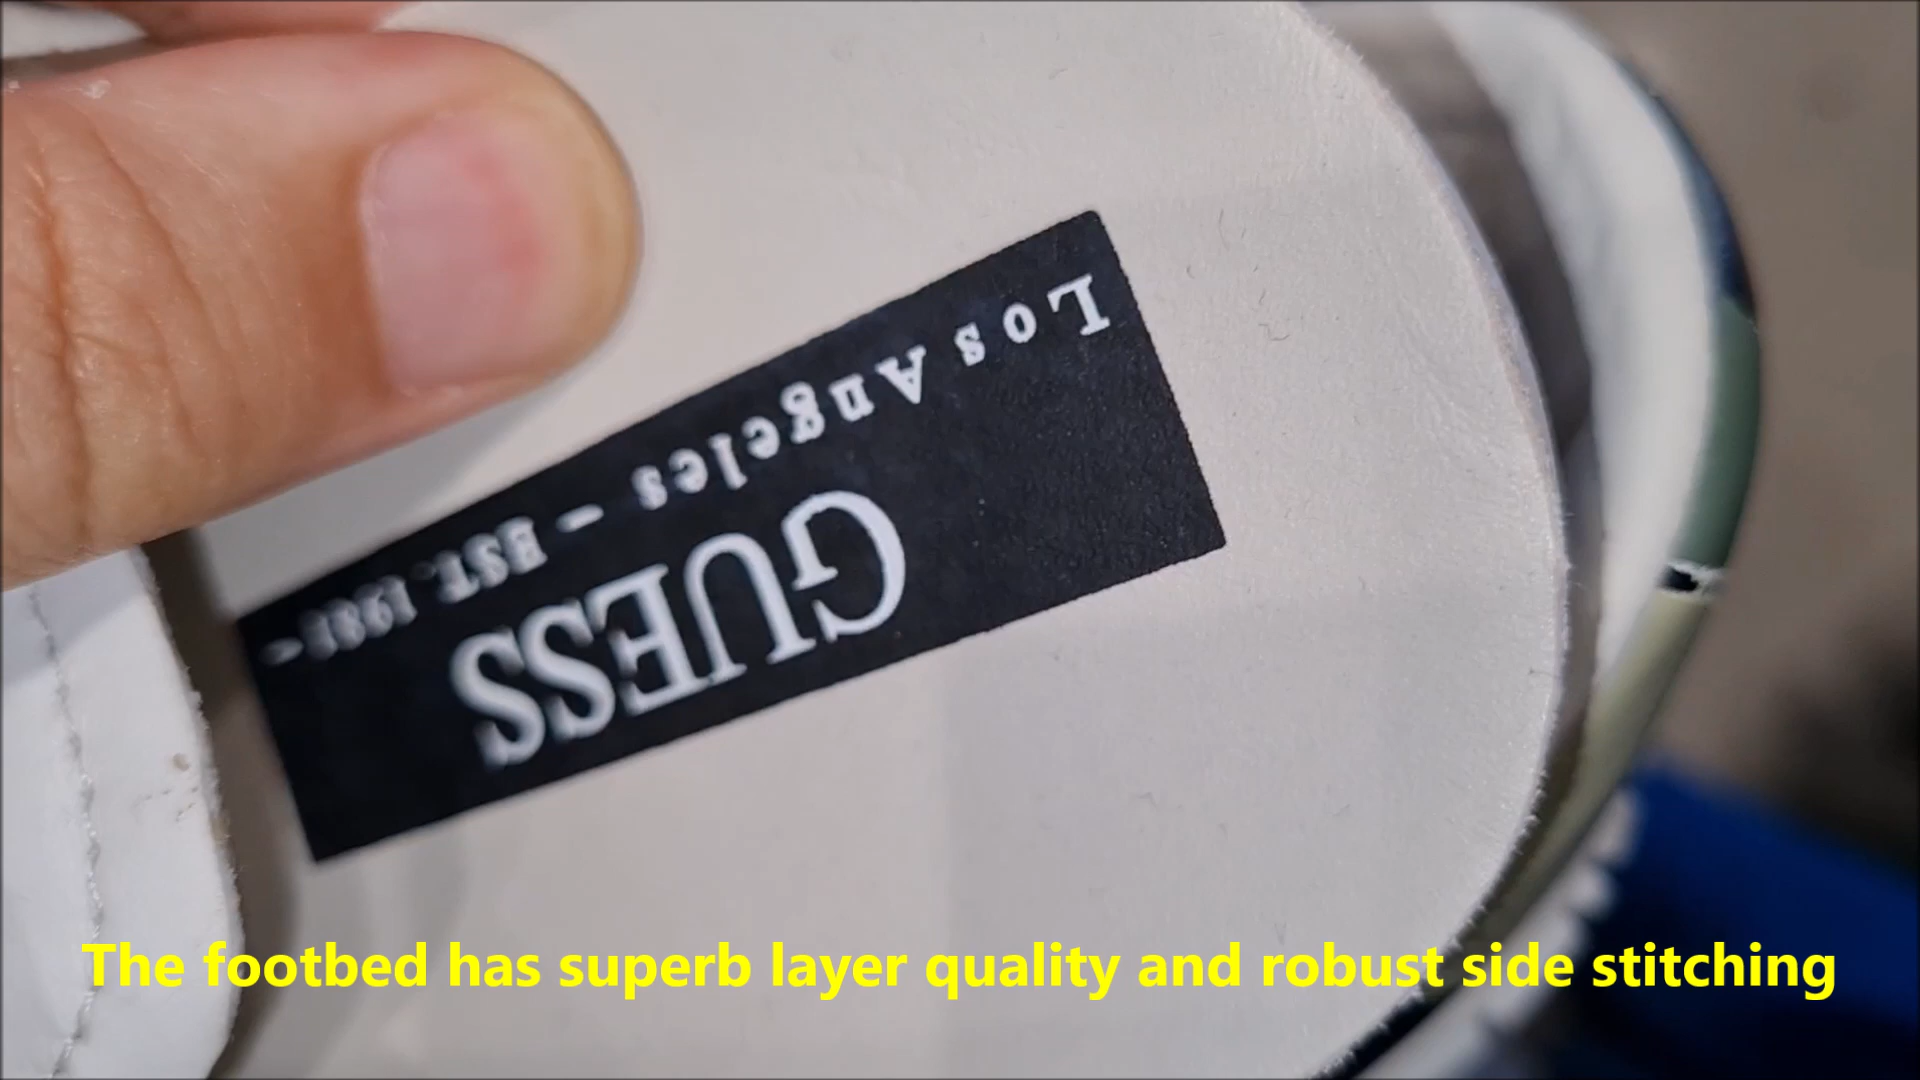 GUESS
Los Angeles - EST. 1981 -
The footbed has superb layer quality and robust side stitching